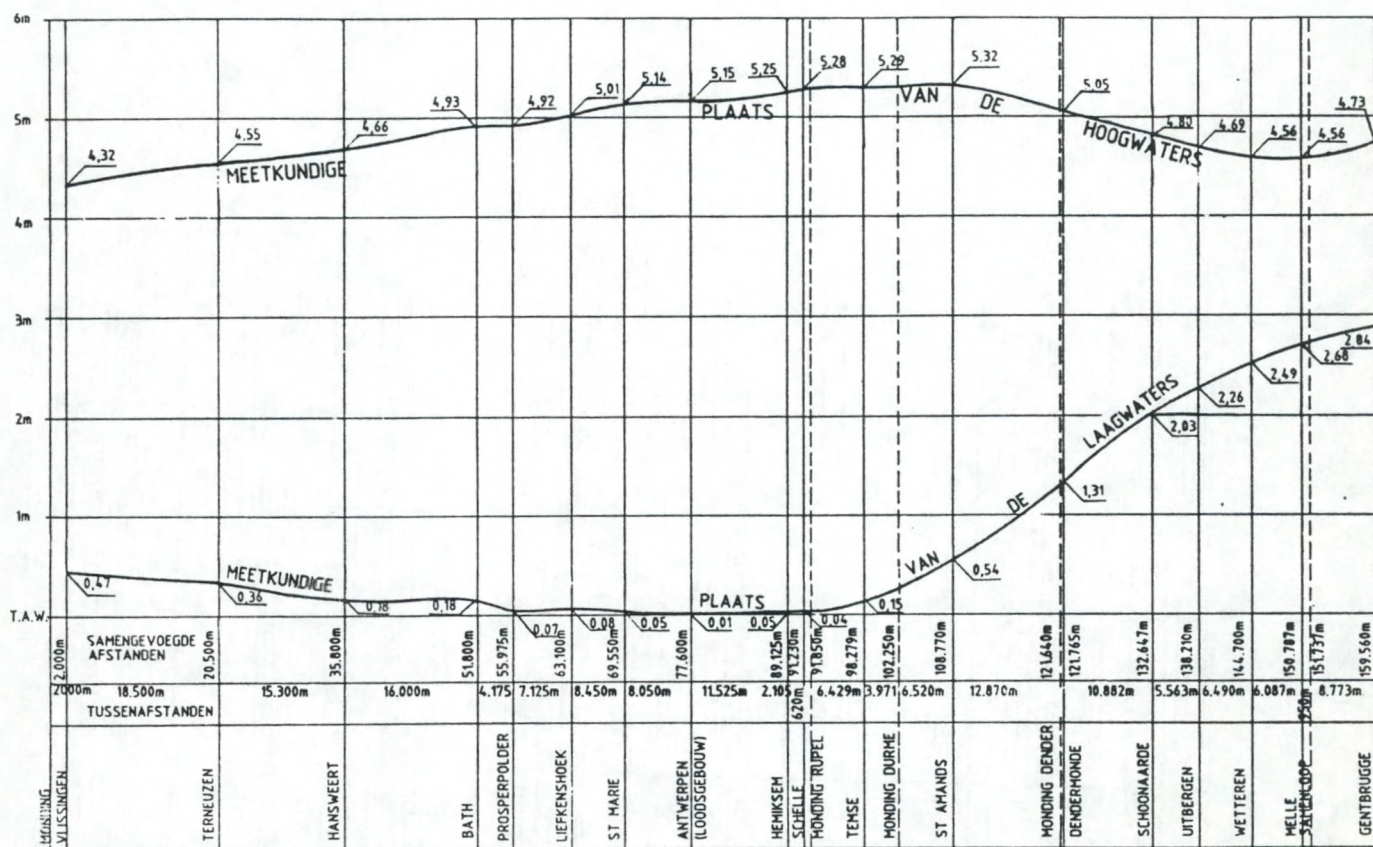 6m
5m
4m
3m
2m
1m
T.A.W.
4,32
4,55
4,66
4,93
4,92
5,01
5,14
5,15
5,25
5,28
5,29
5,32
5,05
4,80
4,69
4,56
4,56
4.73
MEETKUNDIGE PLAATS VAN DE HOOGWATERS
0,47
0,36
0,18
0,18
0,07
0,08
0,05
0,01
0,05
0,04
0,15
0,54
1,31
2,03
2,26
2,49
2,68
2,84
MEETKUNDIGE PLAATS VAN DE LAAGWATERS
SAMENGEVOEGDE
AFSTANDEN
2.000m
20.500m
35.800m
51.800m
55.975m
63.100m
69.550m
77.600m
89.125m
91.230m
91.850m
98.279m
102.250m
108.770m
121.640m
121.765m
132.647m
138.210m
144.700m
150.787m
151.737m
159.560m
2000m 18.500m 15.3000m 16.000m 4.175 7.125m 8.450m 8.050m 11.525m 2.105 620m 6.429m 3.971 6.520m 12.870m 10.882m 5.563m 6.490m 6.087m 950m 8.773m
TUSSENAFSTANDEN
VLISSINGEN
TERNEUZEN
HANSWEERT
BATH
PROSPERPOLDER
LIEFKENSHOEK
ST MARIE
ANTWERPEN
(LOODSGEBOUW)
HEMIKSEM
SCHELLE
MONDING RUPEL
TEMSE
MONDING DURME
ST AMANDS
MONDING DENDER
DENDERMONDE
SCHOONAARDE
UITBERGEN
WETTEREN
MELLE
GENTBRUGGE